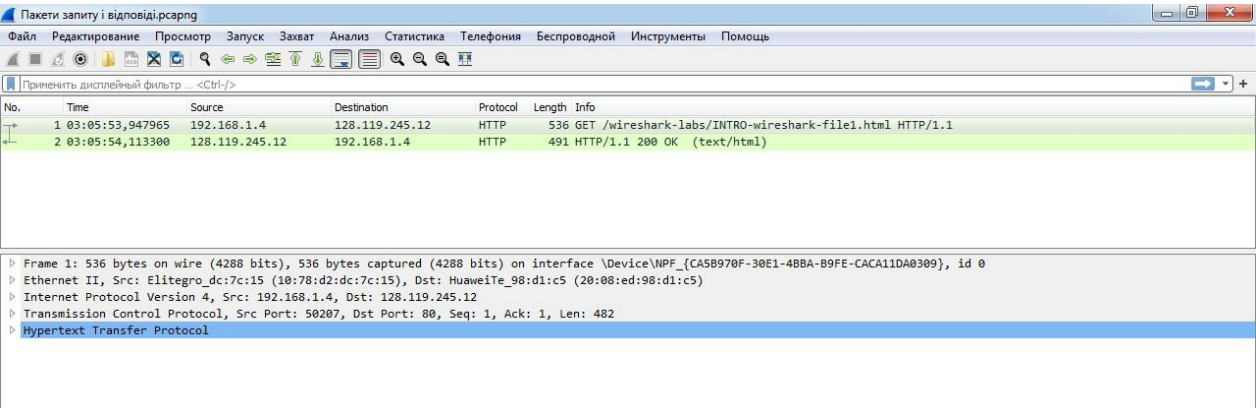 Пакети запиту і відповіді.pcapng
Файл Редактирование Просмотр Запуск Захват Анализ Статистика Телефония Беспроводной Инструменты Помощь
Применить дисплейный фильтр ... <Ctrl-/>
No. Time Source Destination Protocol Length Info
1 03:05:53,947965 192.168.1.4 128.119.245.12 HTTP 536 GET /wireshark-labs/INTRO-wireshark-file1.html HTTP/1.1
2 03:05:54,113300 128.119.245.12 192.168.1.4 HTTP 491 HTTP/1.1 200 OK (text/html)
Frame 1: 536 bytes on wire (4288 bits), 536 bytes captured (4288 bits) on interface \Device\NPF_{CA5B970F-30E1-4BBA-B9FE-CACA11DA0309}, id 0
Ethernet II, Src: Elitegro_dc:7c:15 (10:78:d2:dc:7c:15), Dst: HuaweiTe_98:d1:c5 (20:08:ed:98:d1:c5)
Internet Protocol Version 4, Src: 192.168.1.4, Dst: 128.119.245.12
Transmission Control Protocol, Src Port: 50207, Dst Port: 80, Seq: 1, Ack: 1, Len: 482
Hypertext Transfer Protocol